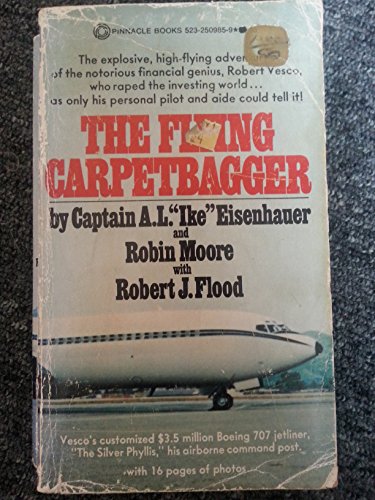 PINNACLE BOOKS 523-250985-9★
The explosive, high-flying
of the notorious financial genius, Robert Vesco,
who raped the investing world...
as only his personal pilot and aide could tell it!
THE FLYING
CARPETBAGGER
by Captain A.L. "Ike" Eisenhauer
and
Robin Moore
with
Robert J. Flood
Vesco's customized $3.5 million Boeing 707 jetliner,
"The Silver Phyllis," his airborne command post.
-with 16 pages of photos-